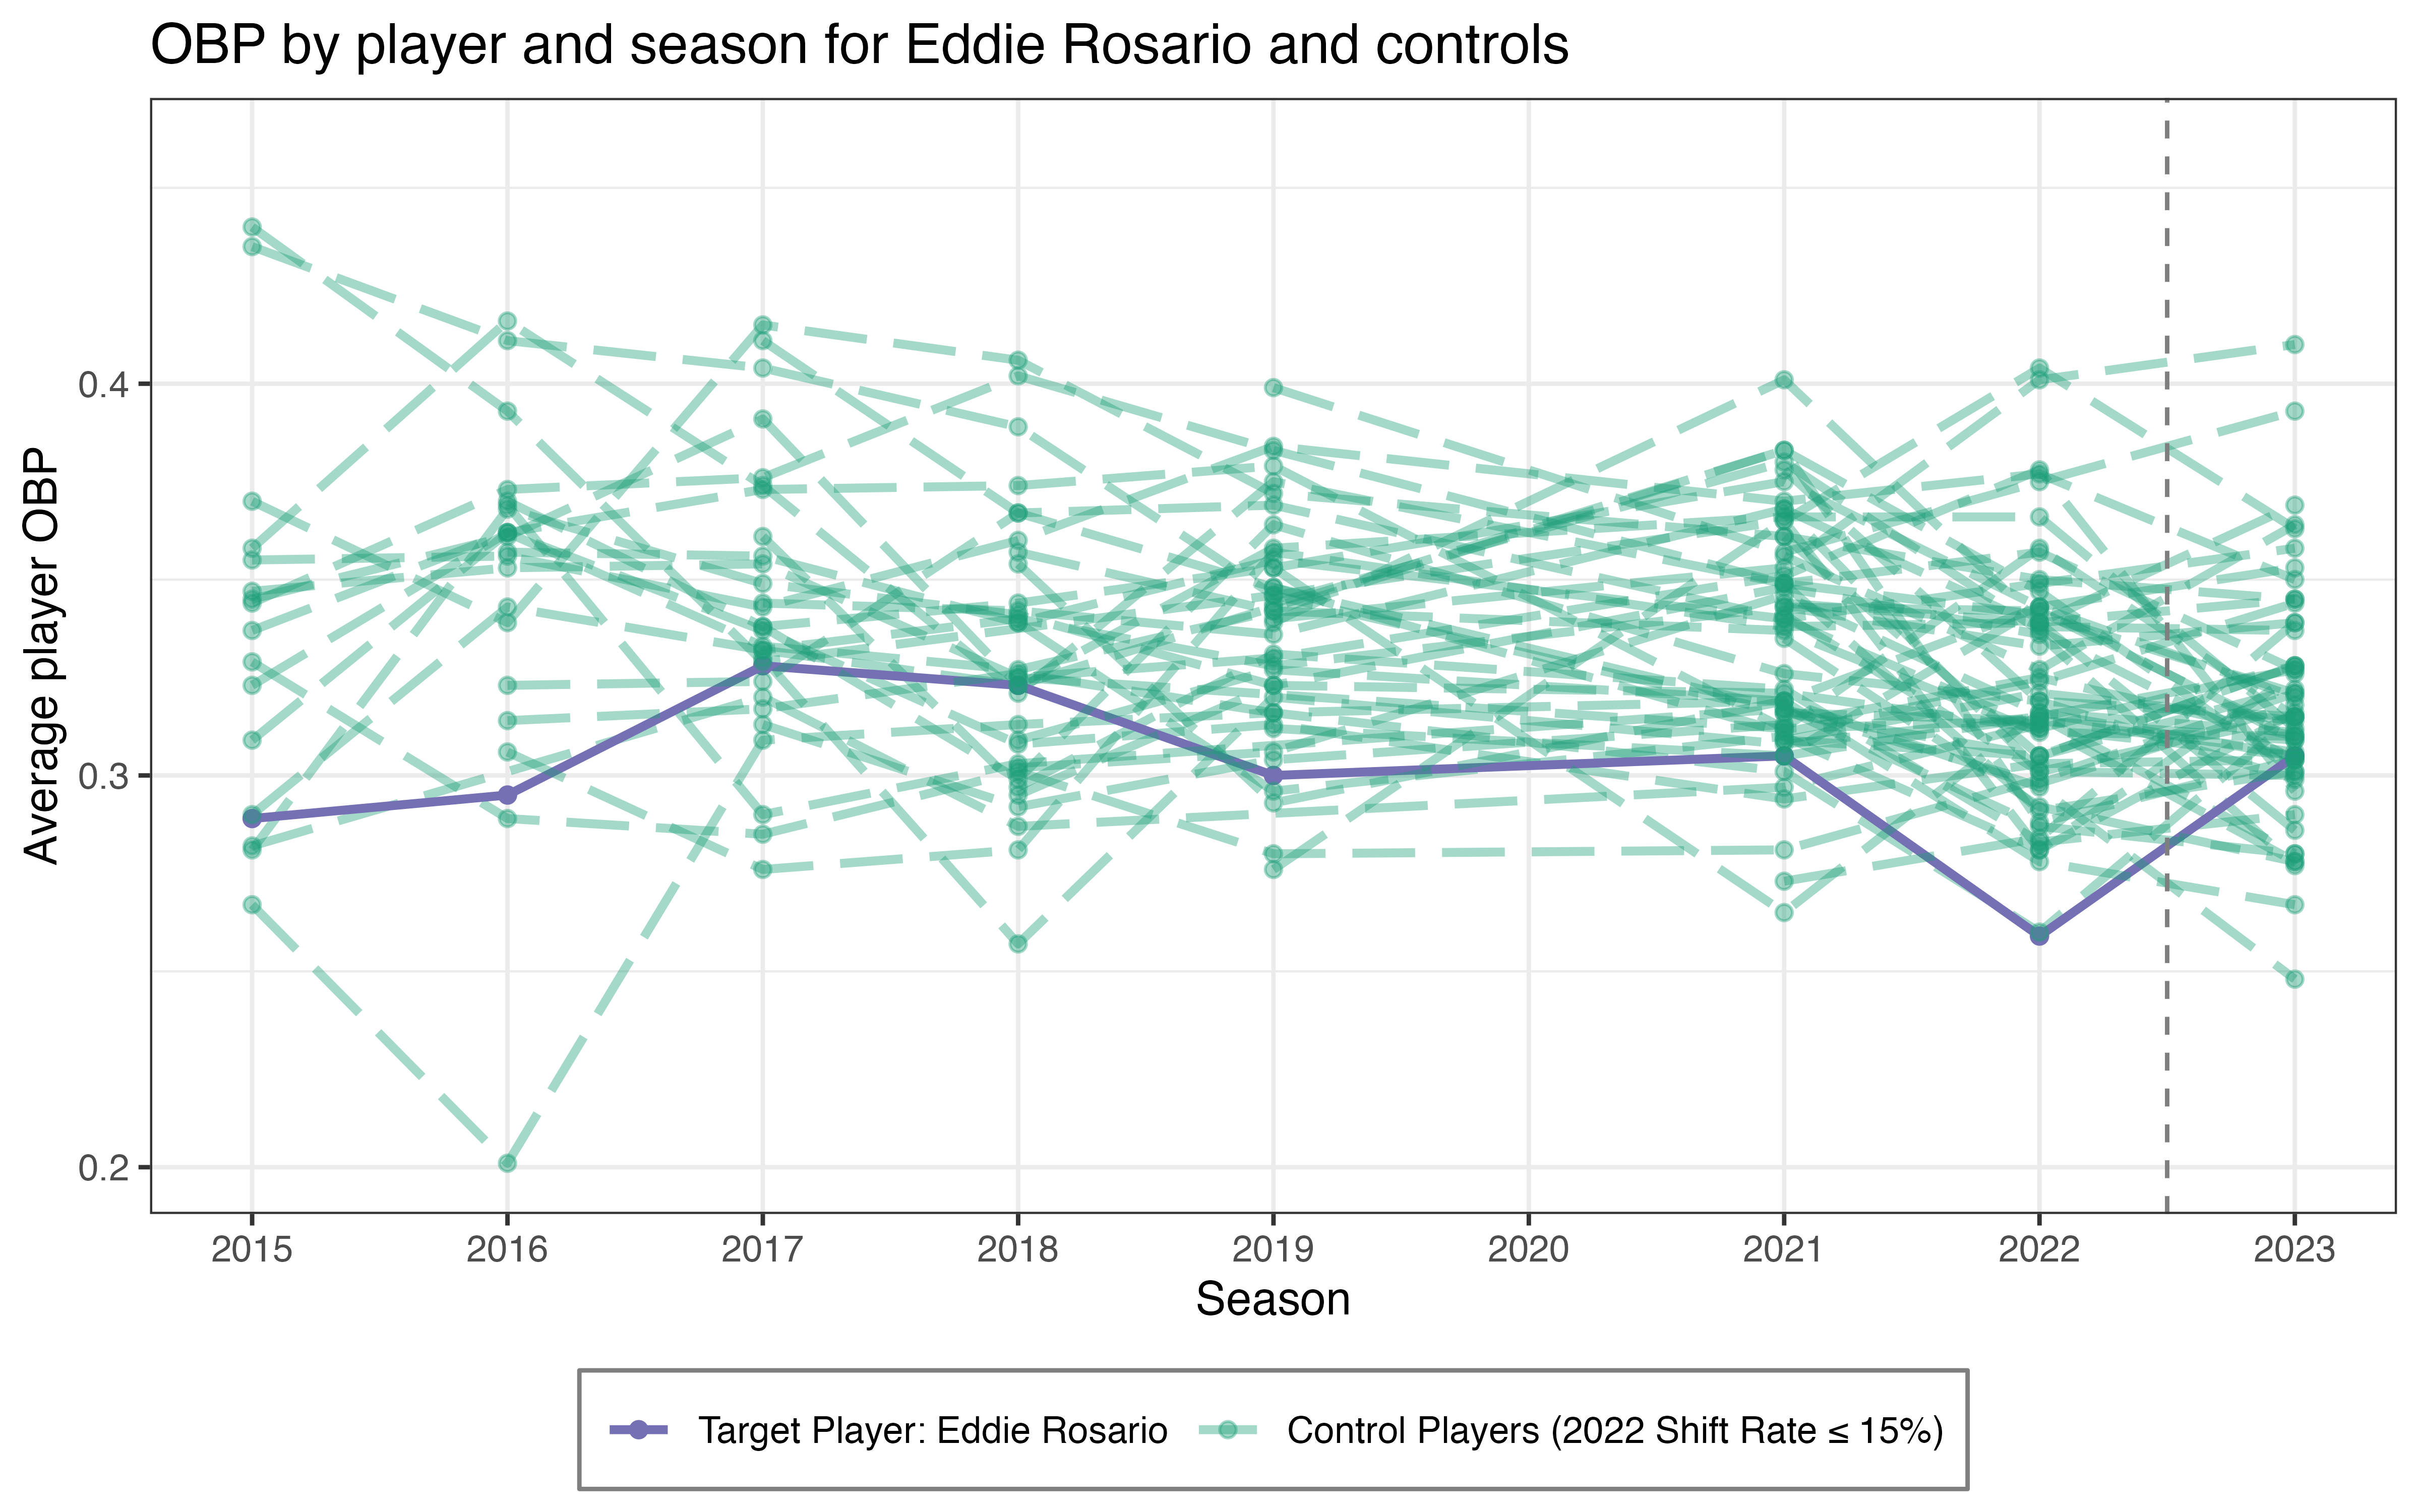 OBP by player and season for Eddie Rosario and controls
Average player OBP
0.4
0.3
0.2
2015 2016 2017 2018 2019 2020 2021 2022 2023
Season
Target Player: Eddie Rosario Control Players (2022 Shift Rate ≤ 15%)